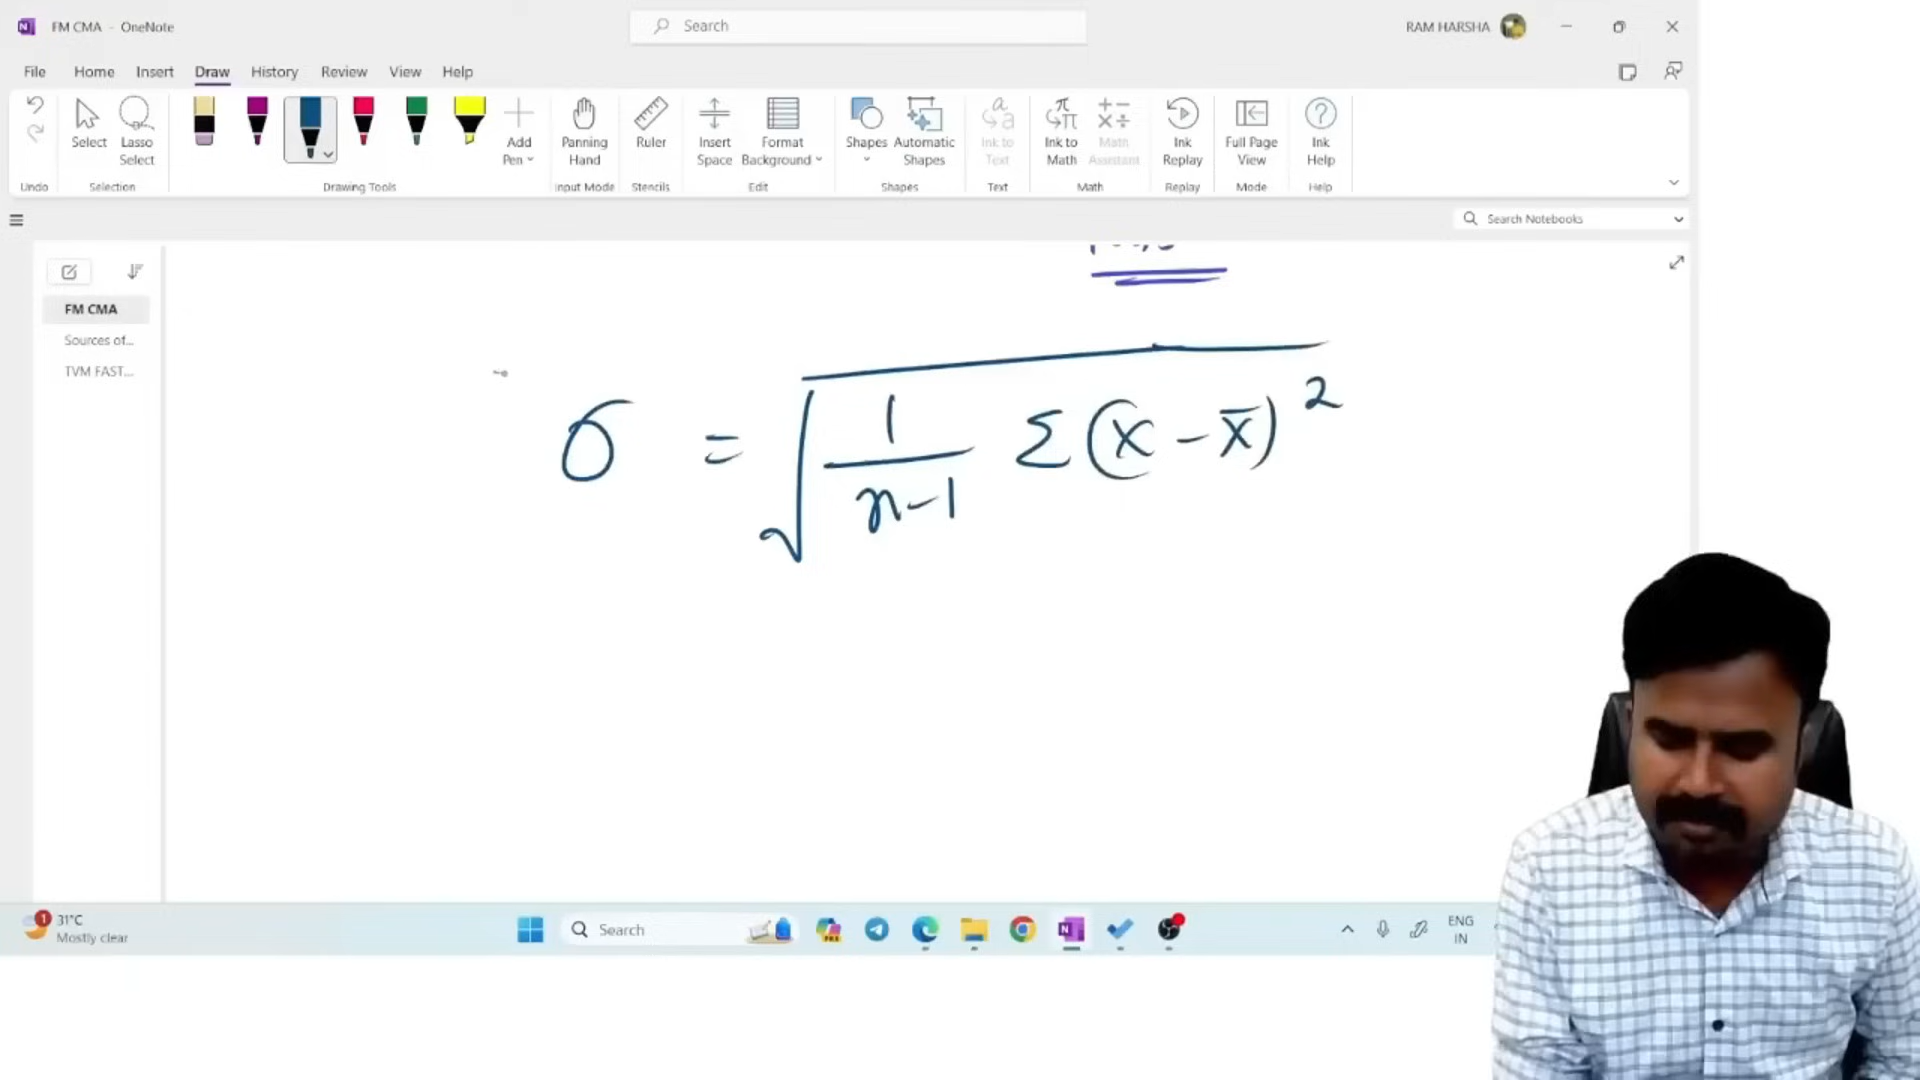 FM CMA - OneNote
Search
RAM HARSHA
File Home Insert Draw History Review View Help
Undo
Select
Lasso Select
Selection
Drawing Tools
Add Pen
Panning Hand
Input Mode
Ruler
Stencils
Insert Space
Format Background
Edit
Shapes
Automatic Shapes
Shapes
Ink to Text
Text
Ink to Math
Math Assistant
Math
Ink Replay
Replay
Full Page View
Mode
Ink Help
Help
Search Notebooks
FM CMA
Sources of...
TVM FAST...
σ = √ 1/(n-1) Σ(x - x̄)²
1
31°C
Mostly clear
Search
ENG
IN